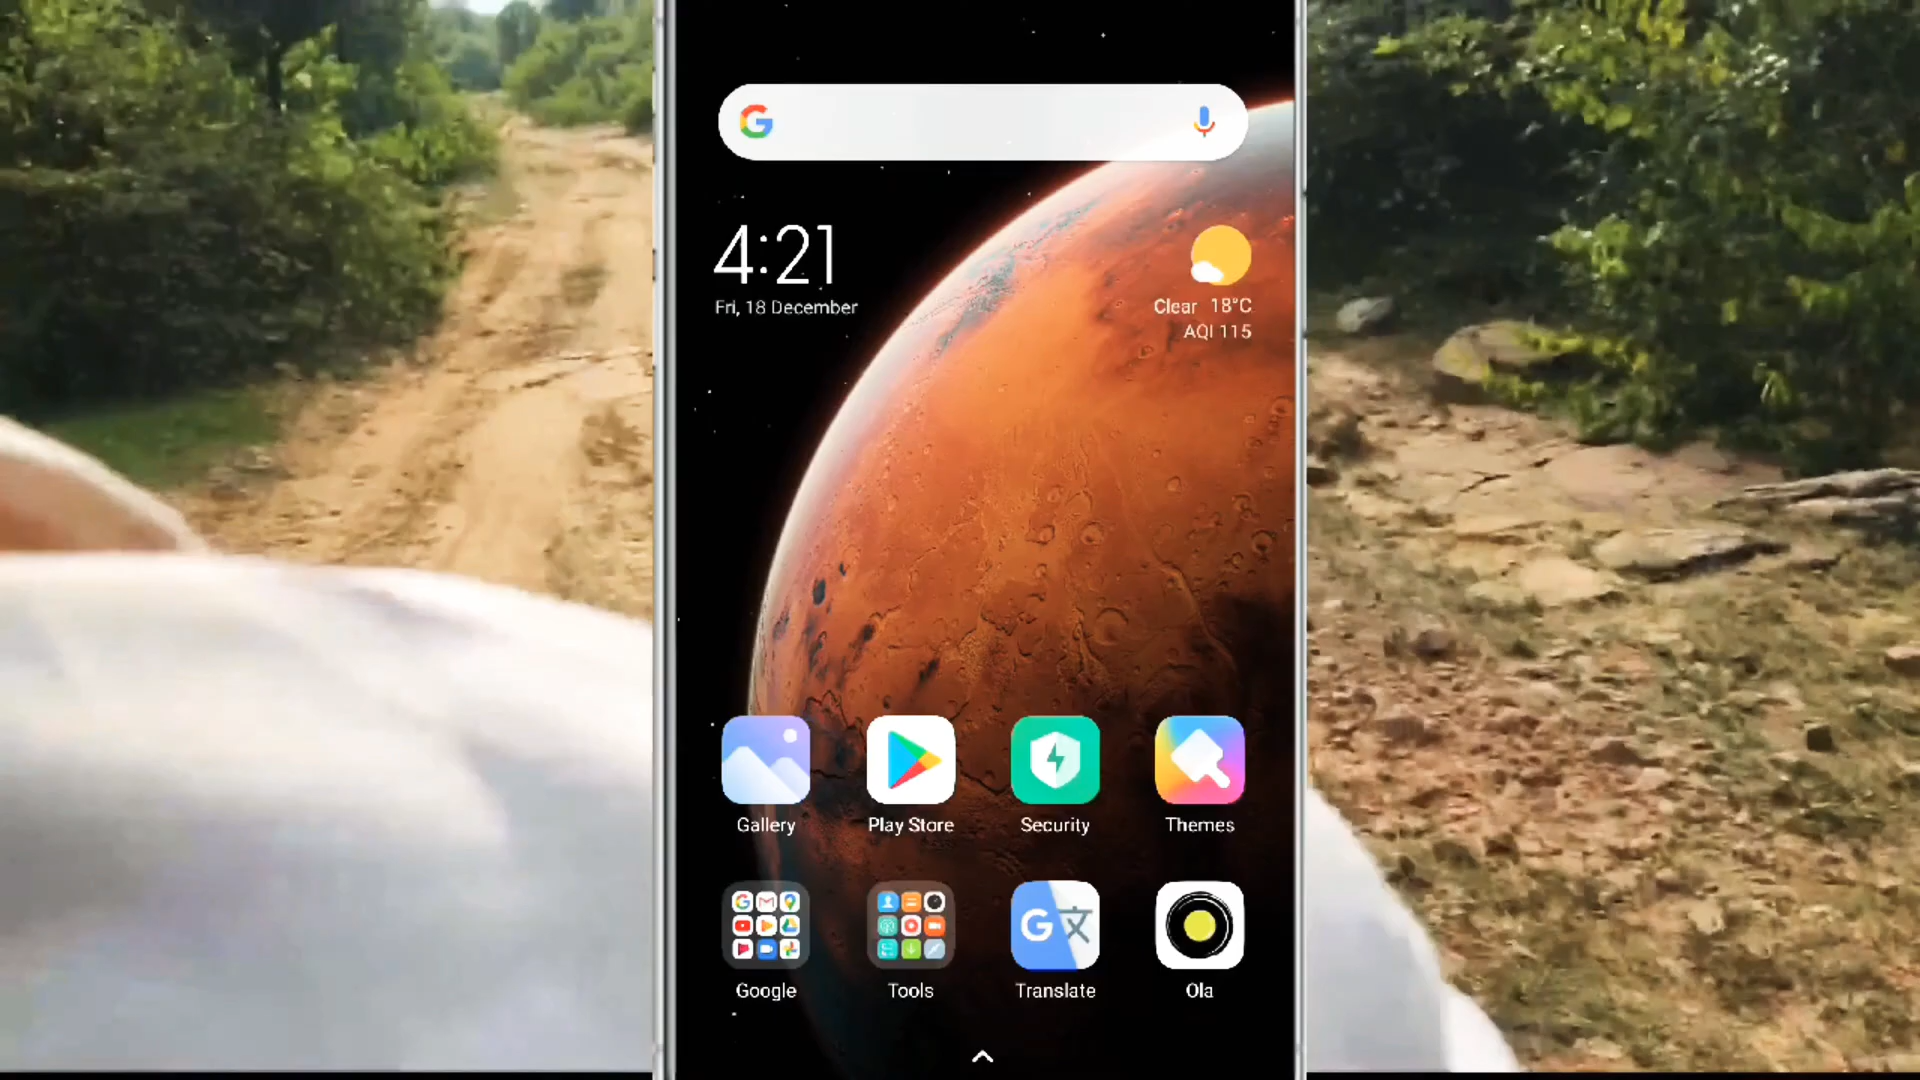 4:21
Fri, 18 December
Clear 18°C
AQI 115
Gallery
Play Store
Security
Themes
Google
Tools
Translate
Ola